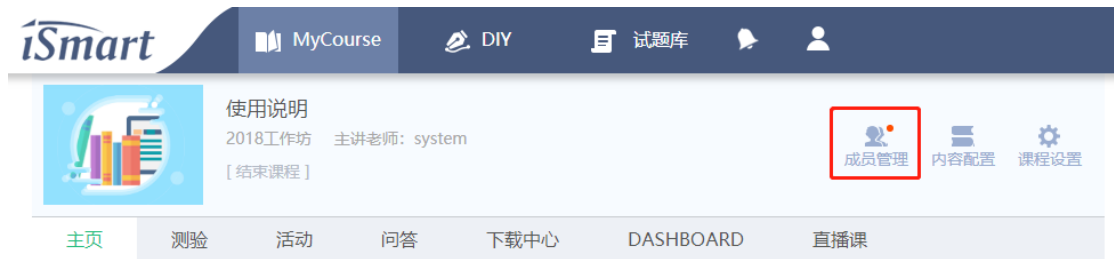 iSmart
MyCourse DIY 试题库
使用说明
2018工作坊 主讲老师：system
[ 结束课程 ]
成员管理 内容配置 课程设置
主页 测验 活动 问答 下载中心 DASHBOARD 直播课